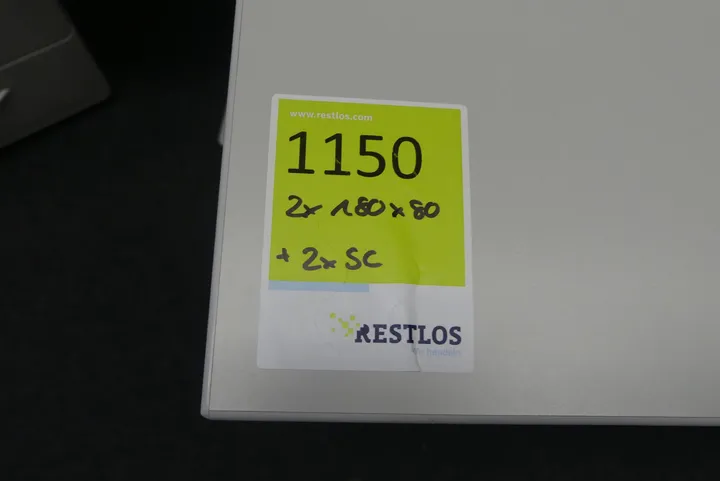 www.restlos.com
1150
2x 180x80
+ 2x SC
RESTLOS